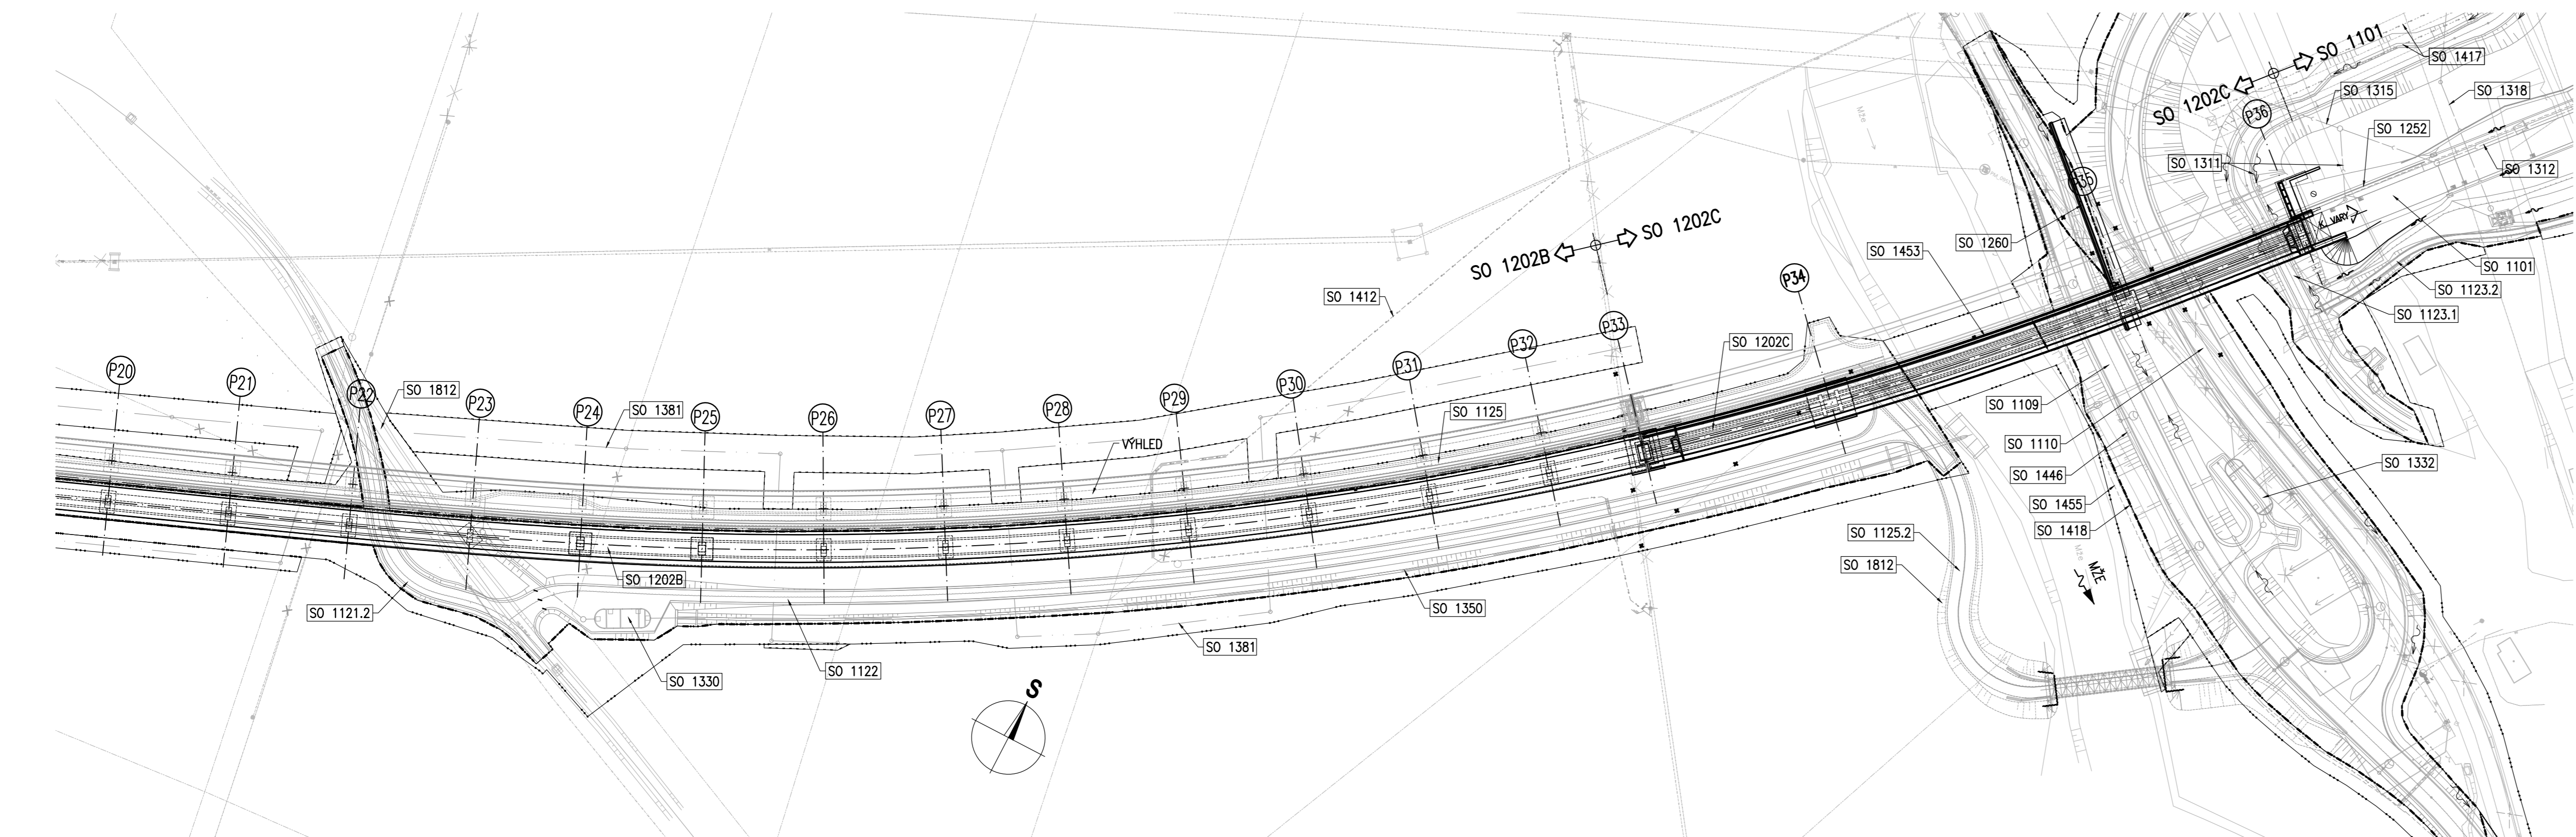 SO 1202C
SO 1101
SO 1417
P36
SO 1315
SO 1318
SO 1252
SO 1311
SO 1312
P35
SO 1260
K. VARY
SO 1101
SO 1123.2
SO 1123.1
SO 1453
SO 1202B
SO 1202C
SO 1412
P34
P33
P32
P31
P30
P29
P28
P27
P26
P25
P24
P23
P22
P21
P20
SO 1812
SO 1381
SO 1125
VÝHLED
SO 1202C
SO 1109
SO 1110
SO 1446
SO 1455
SO 1418
SO 1332
SO 1125.2
SO 1812
MŽE
MŽE
MŽE
SO 1202B
SO 1121.2
SO 1350
SO 1381
SO 1122
SO 1330
S